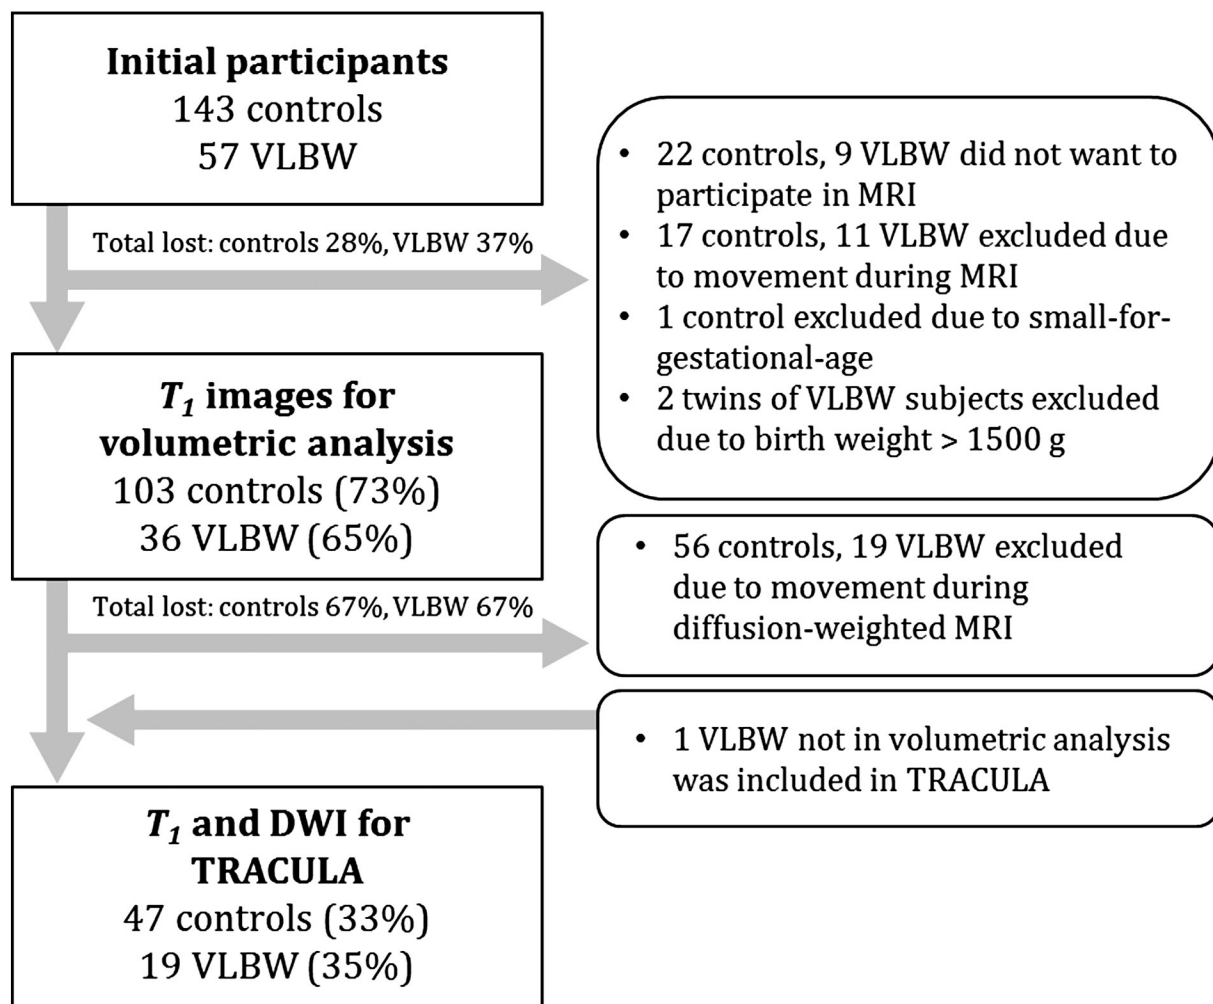 Initial participants
143 controls
57 VLBW
Total lost: controls 28%, VLBW 37%
• 22 controls, 9 VLBW did not want to
participate in MRI
• 17 controls, 11 VLBW excluded due
to movement during MRI
• 1 control excluded due to small-for-
gestational-age
• 2 twins of VLBW subjects excluded
due to birth weight > 1500 g
T1 images for
volumetric analysis
103 controls (73%)
36 VLBW (65%)
Total lost: controls 67%, VLBW 67%
• 56 controls, 19 VLBW excluded
due to movement during
diffusion-weighted MRI
• 1 VLBW not in volumetric analysis
was included in TRACULA
T1 and DWI for
TRACULA
47 controls (33%)
19 VLBW (35%)